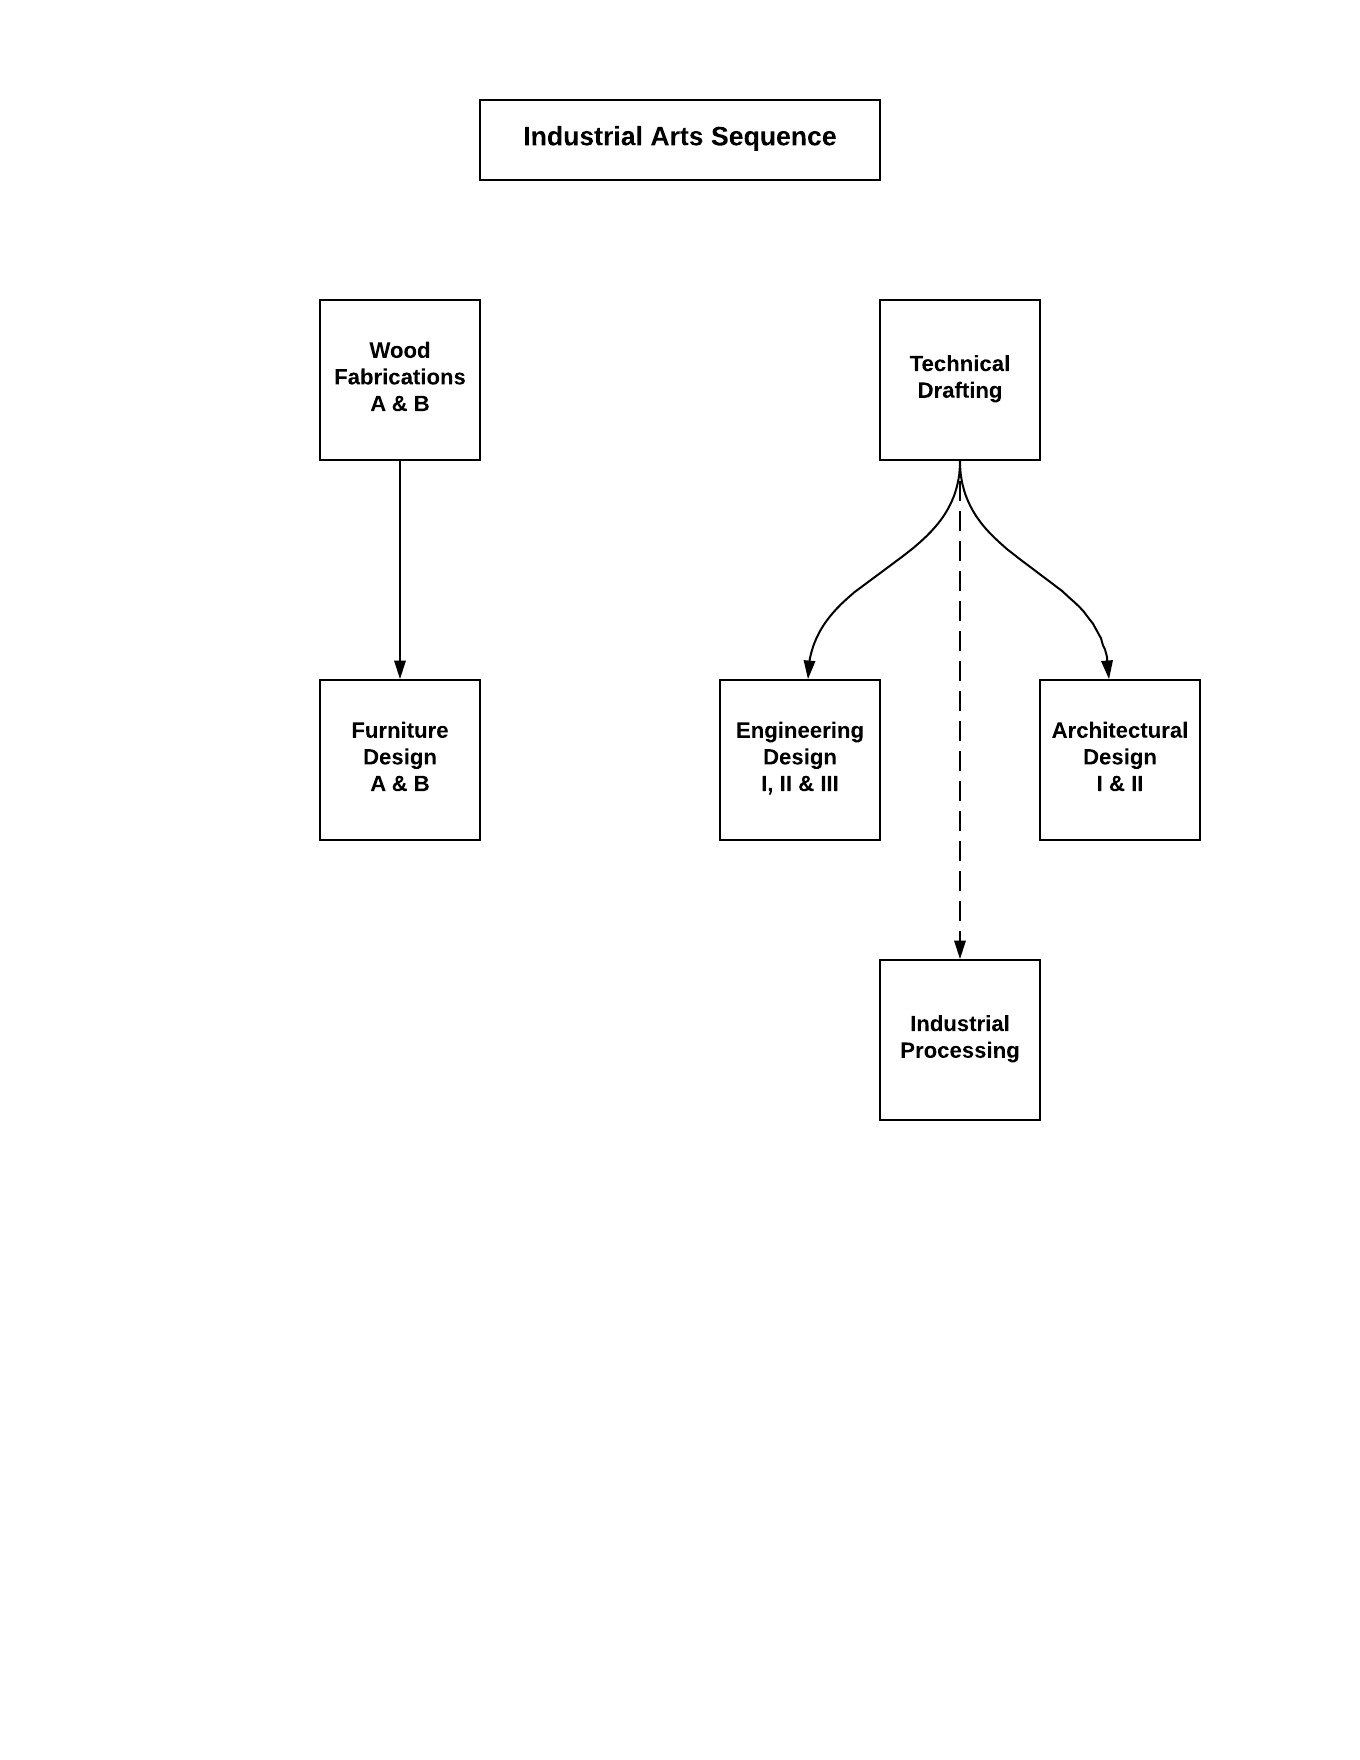 Industrial Arts Sequence
Wood
Fabrications
A & B
Technical
Drafting
Furniture
Design
A & B
Engineering
Design
I, II & III
Architectural
Design
I & II
Industrial
Processing